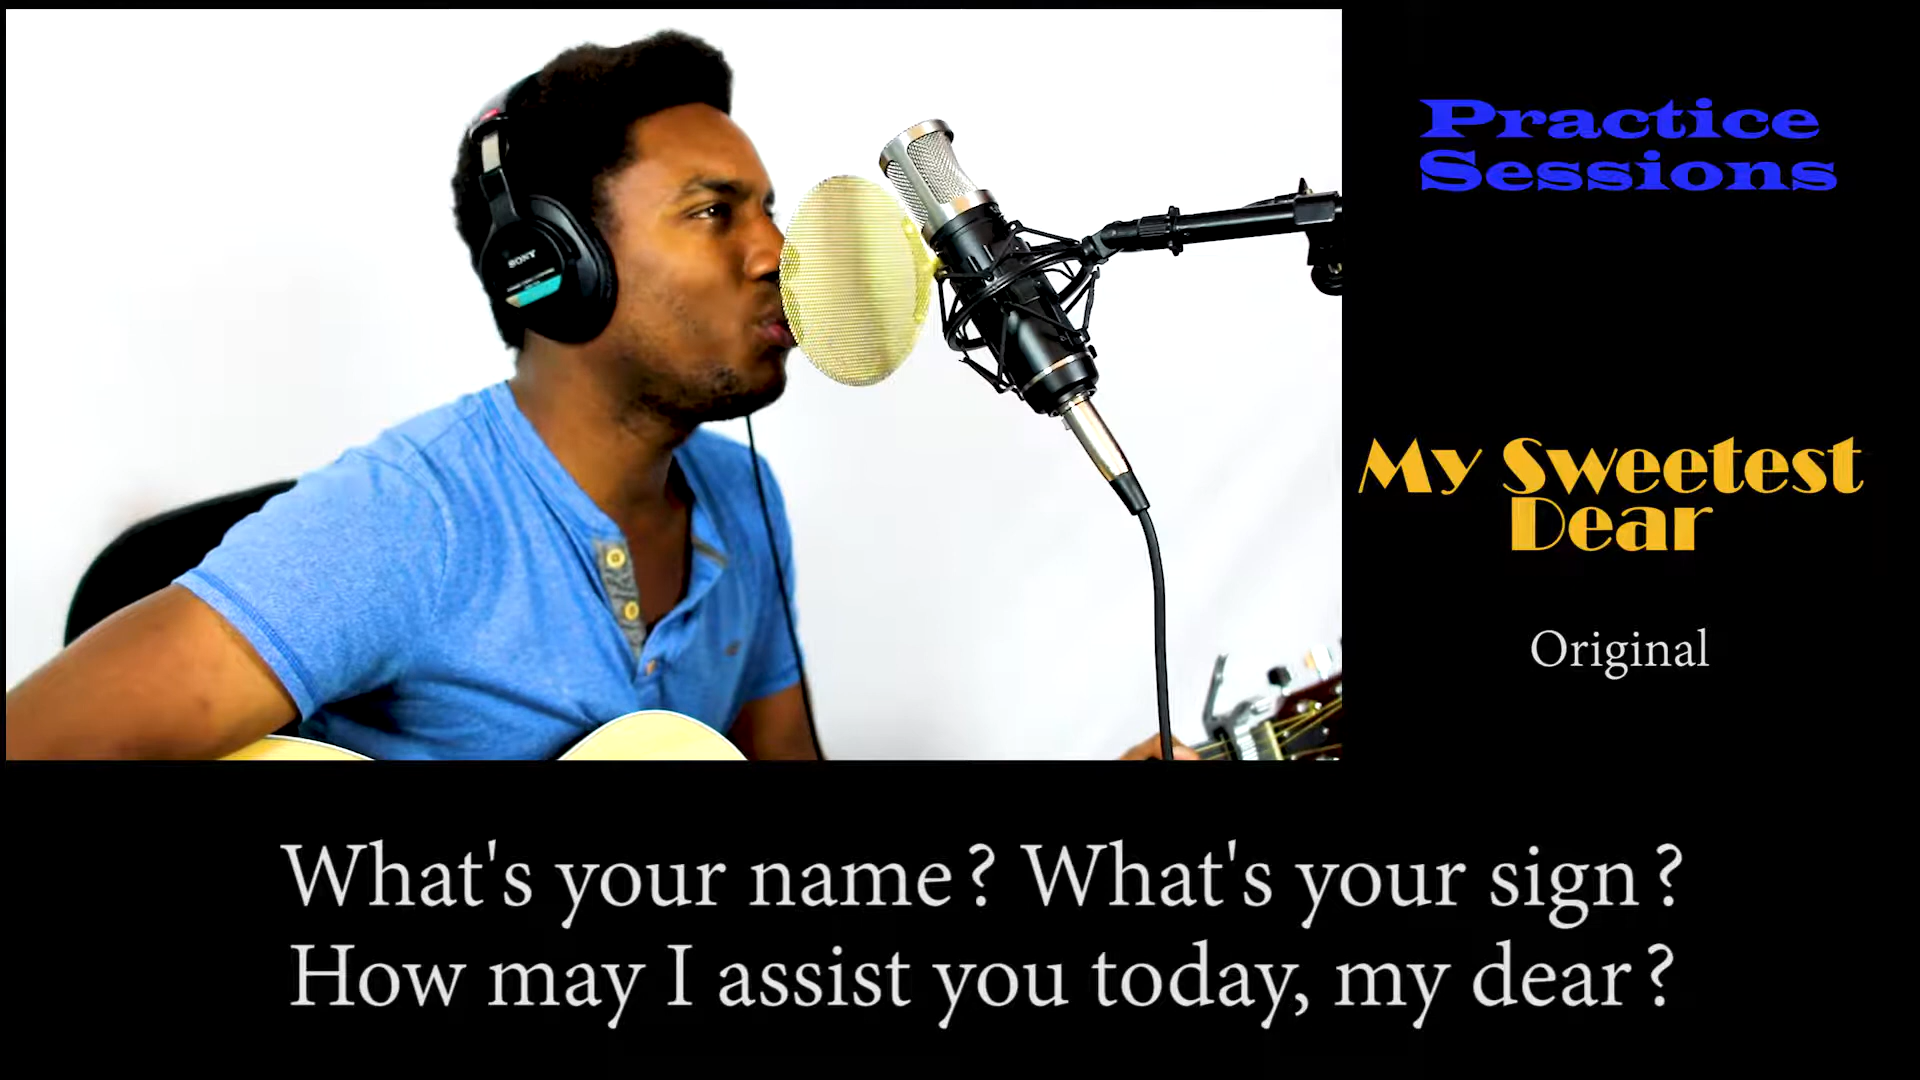 Practice
Sessions
SONY
My Sweetest
Dear
Original
What's your name? What's your sign?
How may I assist you today, my dear?